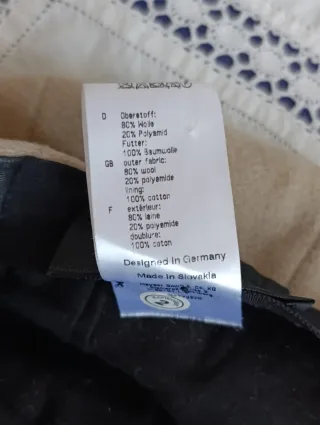 D Oberstoff:
80% Wolle
20% Polyamid
Futter:
100% Baumwolle
GB outer fabric:
80% wool
20% polyamide
lining:
100% cotton
F extérieur:
80% laine
20% polyamide
doublure:
100% coton
Designed in Germany
Made in Slovakia